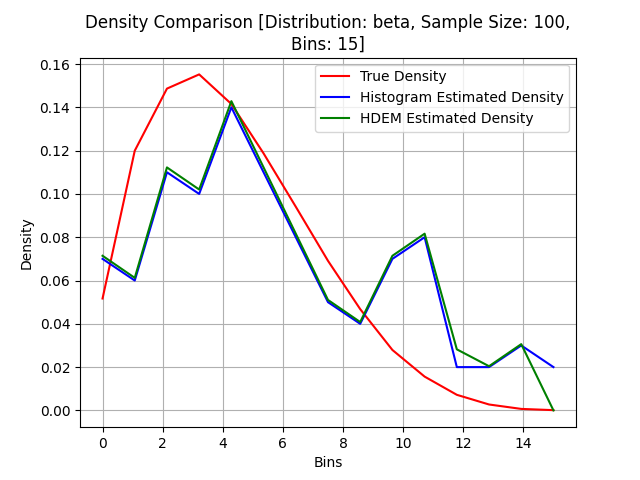 Density Comparison [Distribution: beta, Sample Size: 100,
Bins: 15]
True Density
Histogram Estimated Density
HDEM Estimated Density
Density
0.16
0.14
0.12
0.10
0.08
0.06
0.04
0.02
0.00
0 2 4 6 8 10 12 14
Bins